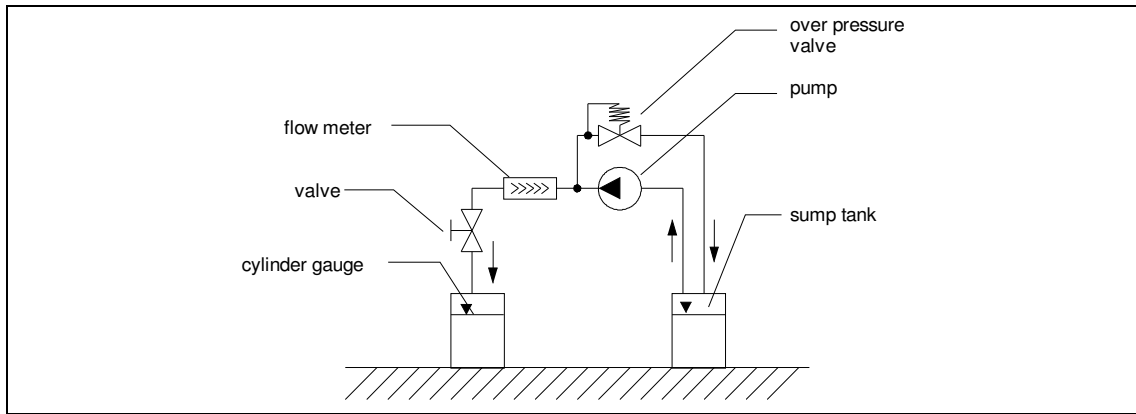 over pressure
valve
pump
flow meter
valve
sump tank
cylinder gauge